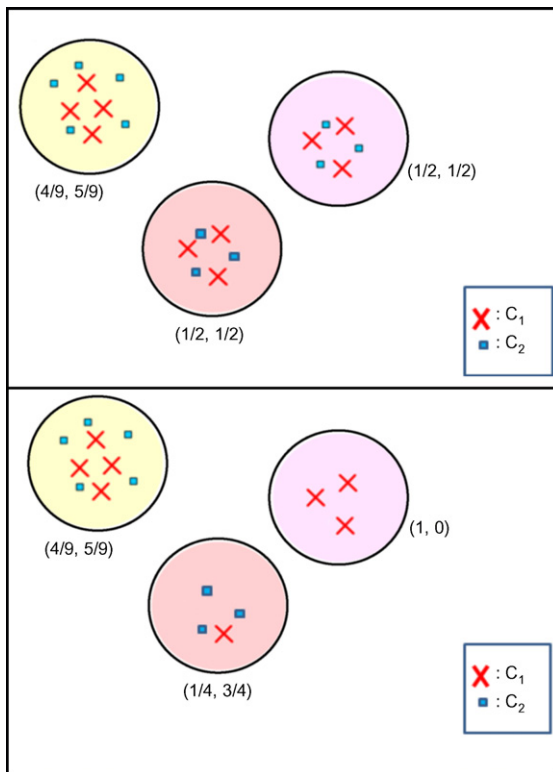 (4/9, 5/9)
(1/2, 1/2)
(1/2, 1/2)
: C₁
: C₂
(4/9, 5/9)
(1, 0)
(1/4, 3/4)
: C₁
: C₂